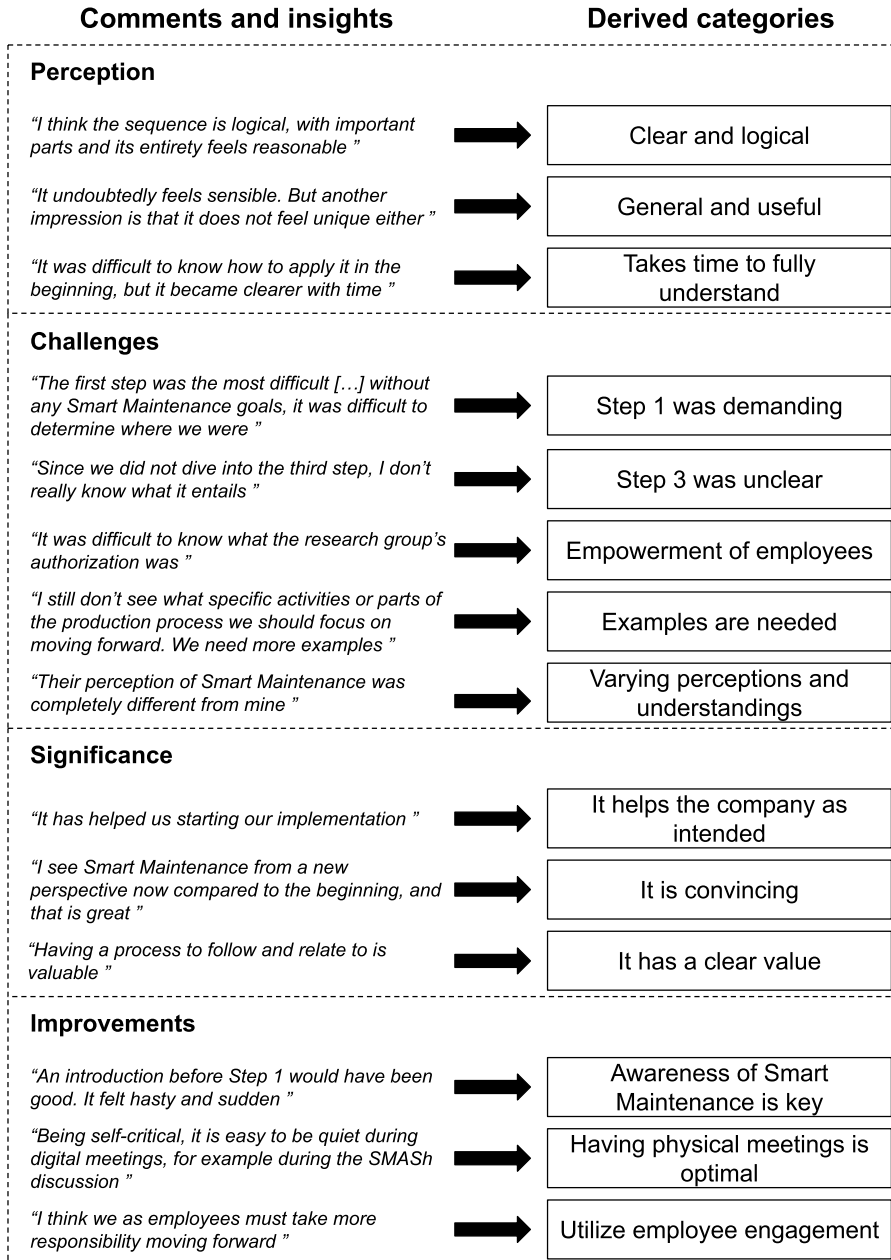 Comments and insights
Derived categories
Perception
“I think the sequence is logical, with important
parts and its entirety feels reasonable ”
Clear and logical
“It undoubtedly feels sensible. But another
impression is that it does not feel unique either ”
General and useful
“It was difficult to know how to apply it in the
beginning, but it became clearer with time ”
Takes time to fully
understand
Challenges
“The first step was the most difficult […] without
any Smart Maintenance goals, it was difficult to
determine where we were ”
Step 1 was demanding
“Since we did not dive into the third step, I don’t
really know what it entails ”
Step 3 was unclear
“It was difficult to know what the research group’s
authorization was ”
Empowerment of employees
“I still don’t see what specific activities or parts of
the production process we should focus on
moving forward. We need more examples ”
Examples are needed
“Their perception of Smart Maintenance was
completely different from mine ”
Varying perceptions and
understandings
Significance
“It has helped us starting our implementation ”
It helps the company as
intended
“I see Smart Maintenance from a new
perspective now compared to the beginning, and
that is great ”
It is convincing
“Having a process to follow and relate to is
valuable ”
It has a clear value
Improvements
“An introduction before Step 1 would have been
good. It felt hasty and sudden ”
Awareness of Smart
Maintenance is key
“Being self-critical, it is easy to be quiet during
digital meetings, for example during the SMASh
discussion ”
Having physical meetings is
optimal
“I think we as employees must take more
responsibility moving forward ”
Utilize employee engagement